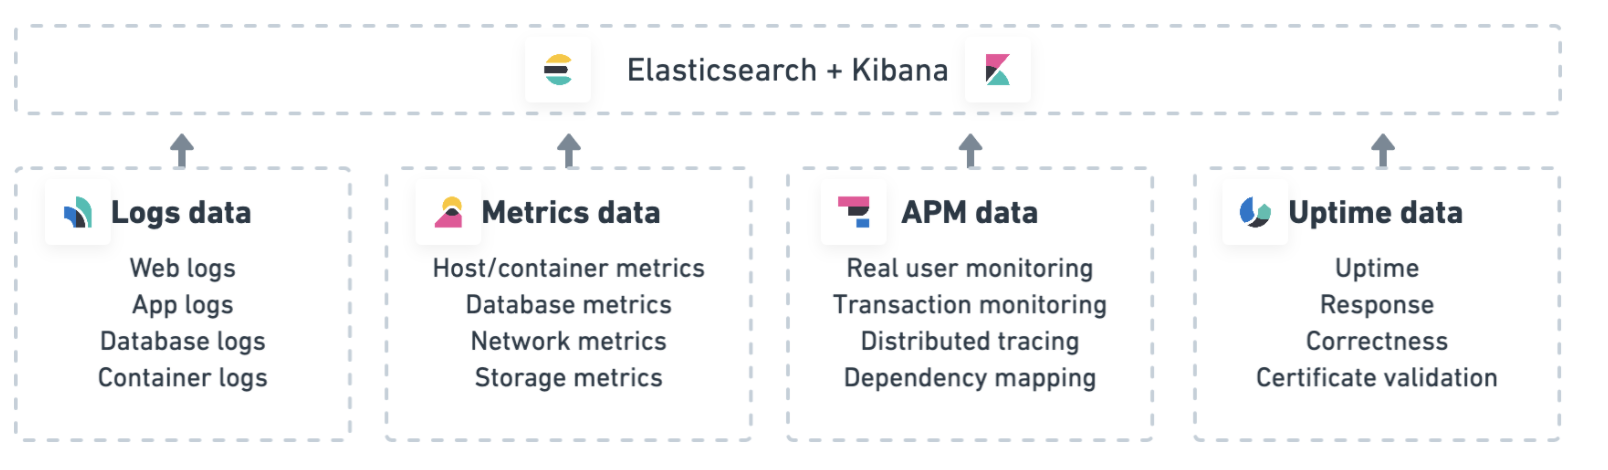 Elasticsearch + Kibana
Logs data
Web logs
App logs
Database logs
Container logs
Metrics data
Host/container metrics
Database metrics
Network metrics
Storage metrics
APM data
Real user monitoring
Transaction monitoring
Distributed tracing
Dependency mapping
Uptime data
Uptime
Response
Correctness
Certificate validation